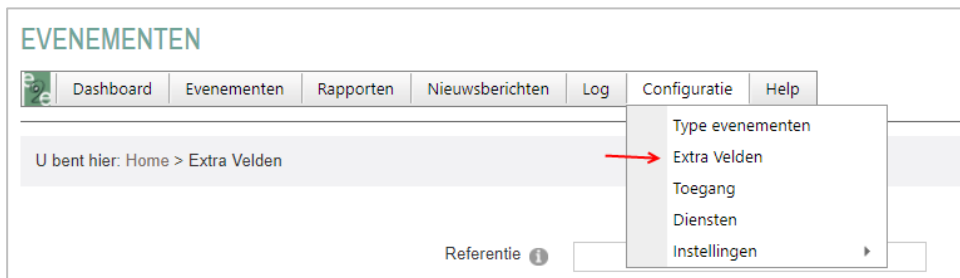 EVENEMENTEN
e2e Dashboard Evenementen Rapporten Nieuwsberichten Log Configuratie Help
Type evenementen
U bent hier: Home > Extra Velden
Extra Velden
Toegang
Diensten
Referentie
Instellingen